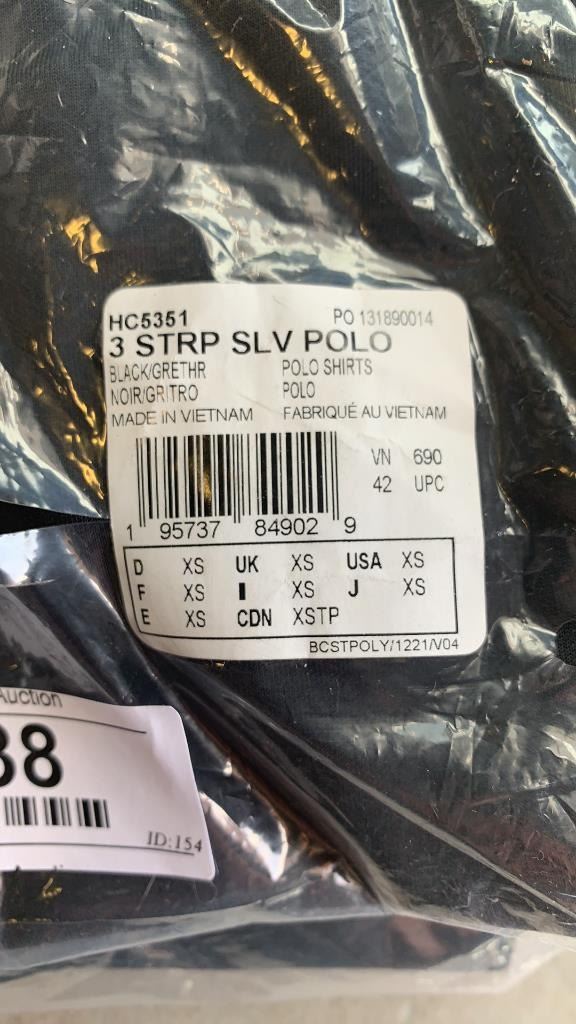 HC5351 PO 131890014
3 STRP SLV POLO
BLACK/GRETHR POLO SHIRTS
NOIR/GRITRO POLO
MADE IN VIETNAM FABRIQUÉ AU VIETNAM
VN 690
42 UPC
1 95737 84902 9
D XS UK XS USA XS
F XS I XS J XS
E XS CDN XSTP
BCSTPOLY/1221/V04
Auction
38
ID:154